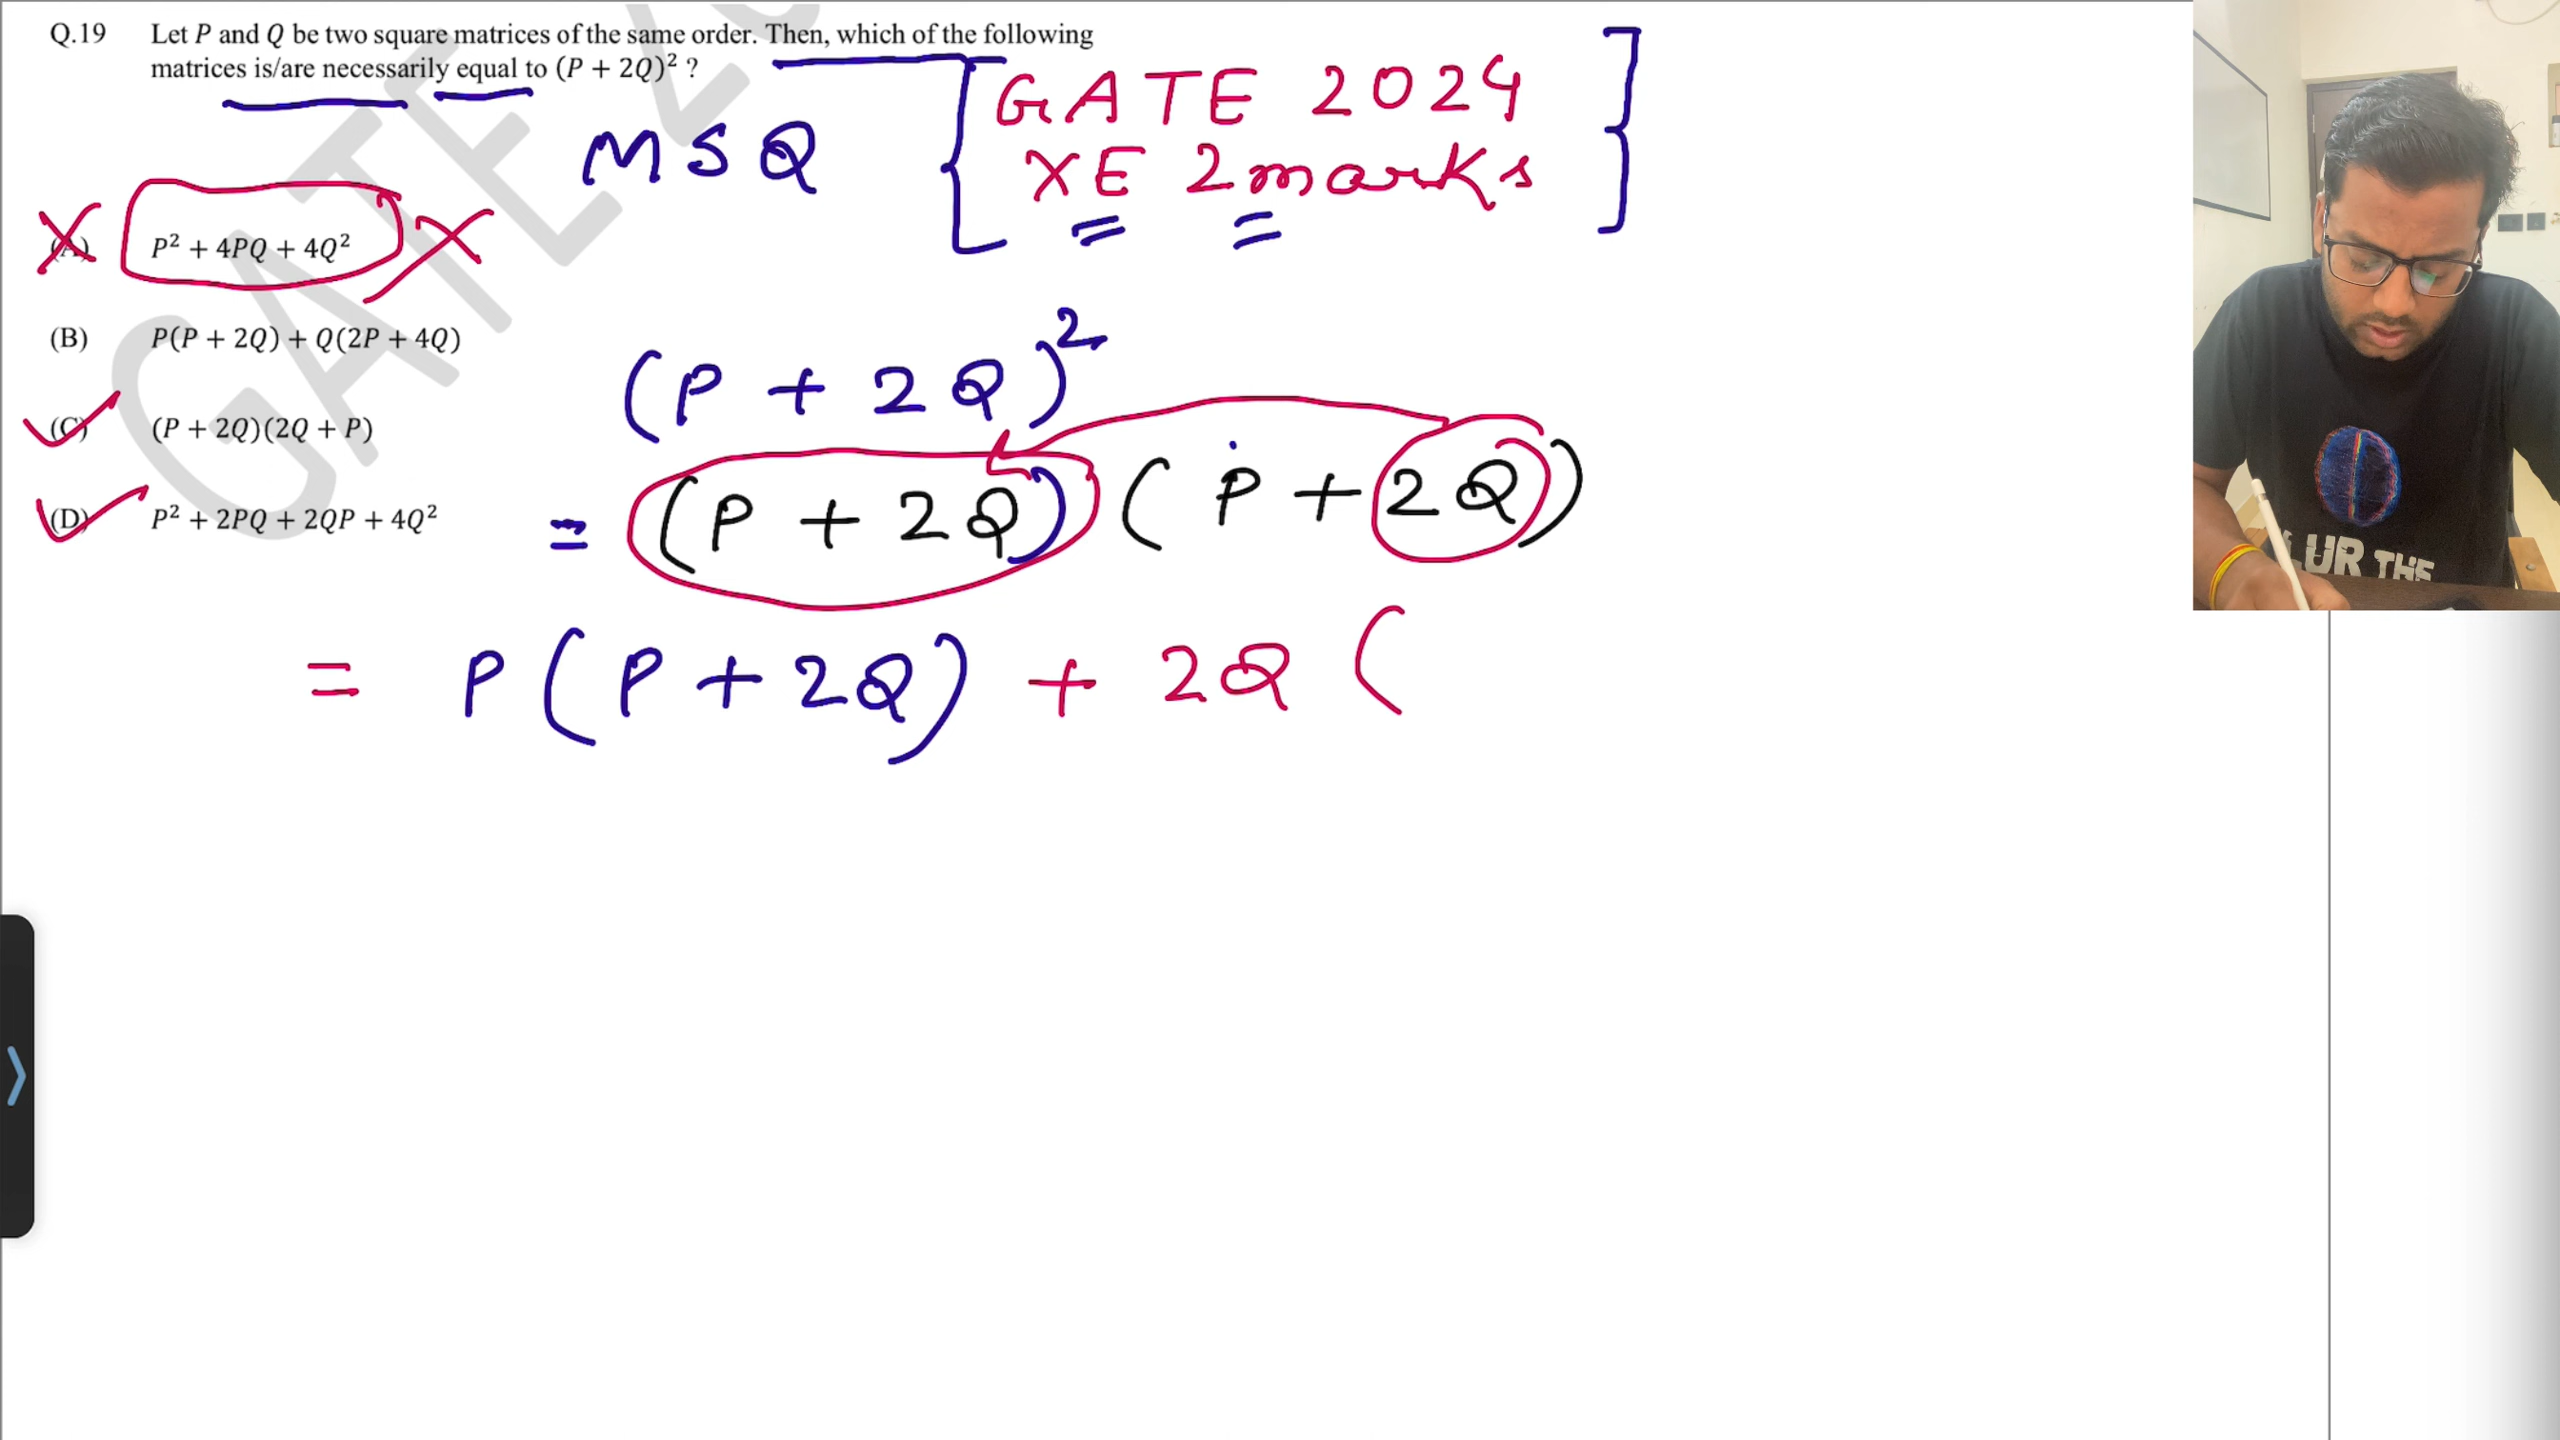 Q.19 Let P and Q be two square matrices of the same order. Then, which of the following
matrices is/are necessarily equal to (P + 2Q)² ?
GATE 2024
MSQ
XE 2marks
(A) P² + 4PQ + 4Q²
(B) P(P + 2Q) + Q(2P + 4Q)
(P + 2Q)²
(C) (P + 2Q)(2Q + P)
(D) P² + 2PQ + 2QP + 4Q²
= (P + 2Q) (P + 2Q)
= P(P + 2Q) + 2Q (
LUR THE